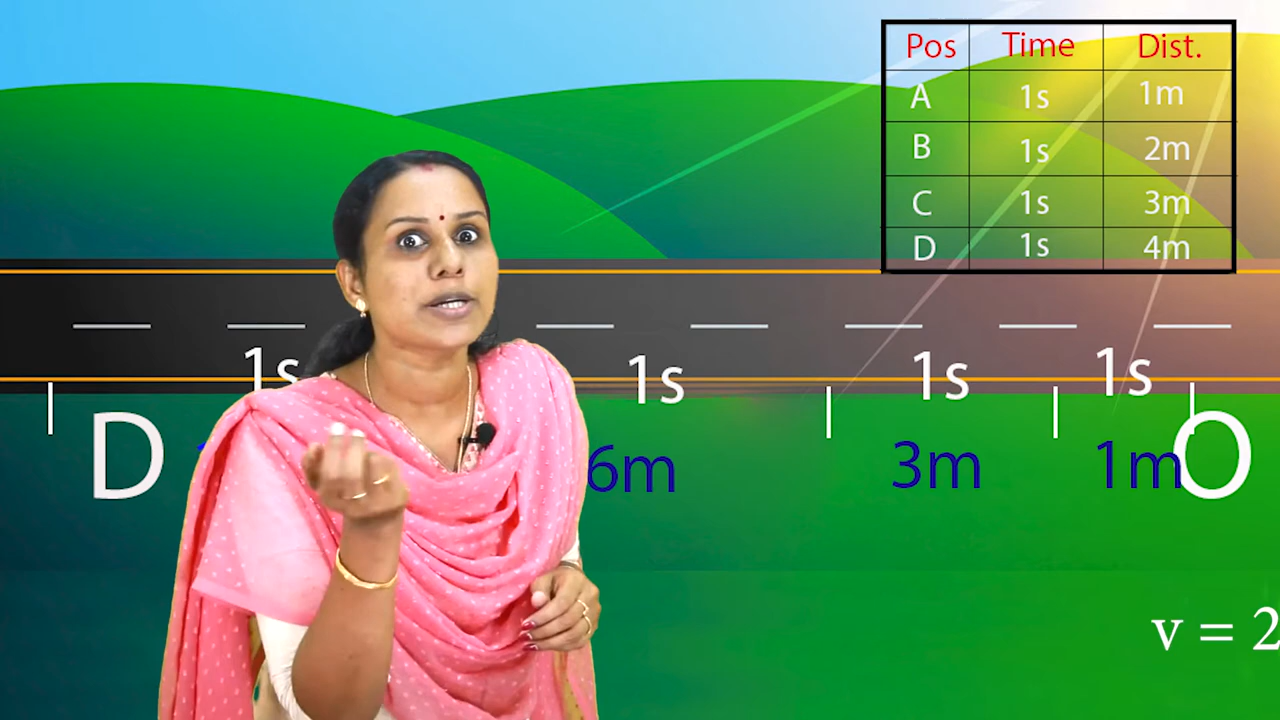 Pos Time Dist.
A 1s 1m
B 1s 2m
C 1s 3m
D 1s 4m
1s 1s 1s 1s
D 6m 3m 1m O
v = 2